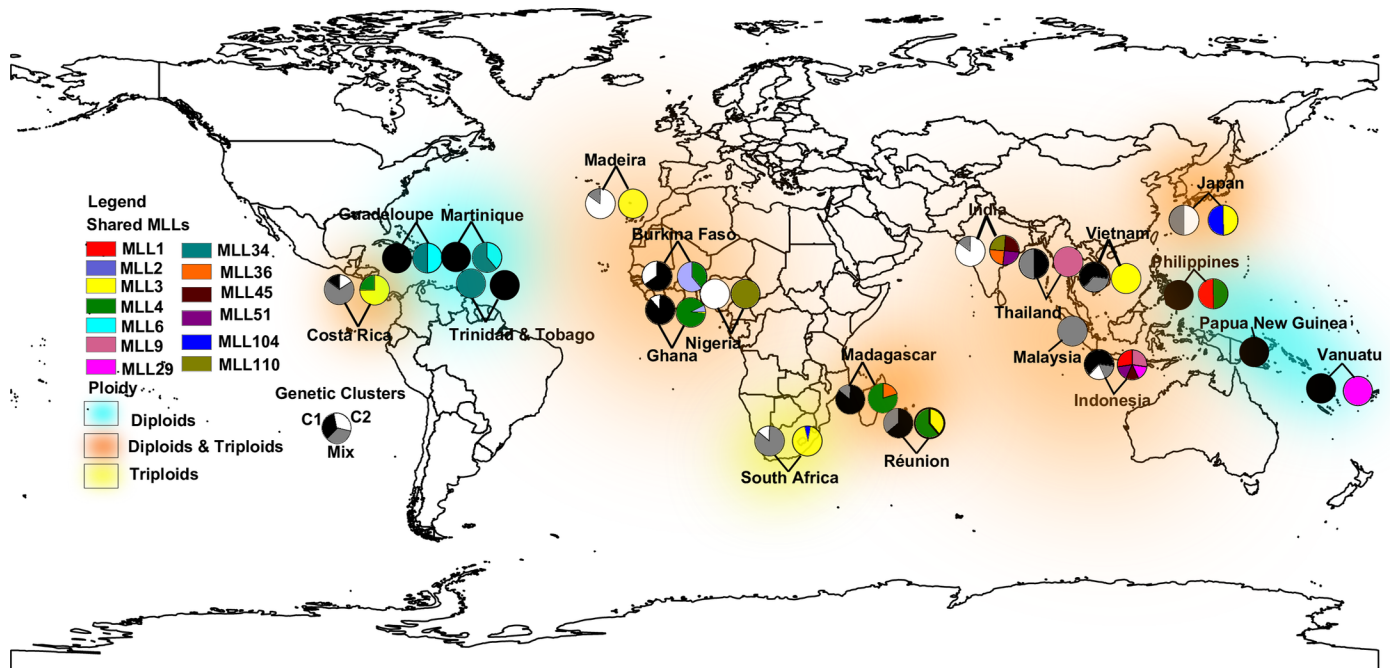 Madeira
Japan
Legend
Shared MLLs
Guadeloupe
Martinique
India
Burkina Faso
Vietnam
MLL1
MLL34
MLL2
MLL36
Philippines
MLL3
MLL45
MLL4
MLL51
MLL6
MLL104
MLL9
MLL110
MLL29
Costa Rica
Trinidad & Tobago
Nigeria
Ghana
Thailand
Malaysia
Papua New Guinea
Vanuatu
Madagascar
Indonesia
Ploidy
Diploids
Diploids & Triploids
Triploids
Genetic Clusters
C1
C2
Mix
Réunion
South Africa